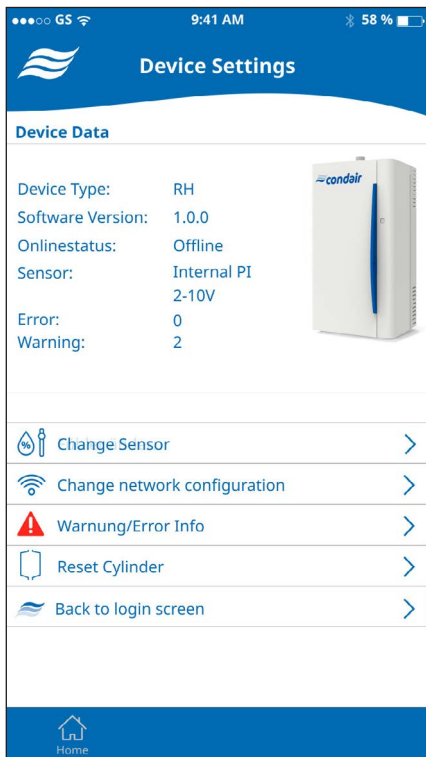 GS 9:41 AM 58 %
Device Settings
Device Data
condair
Device Type: RH
Software Version: 1.0.0
Onlinestatus: Offline
Sensor: Internal PI
2-10V
Error: 0
Warning: 2
Change Sensor
Change network configuration
Warnung/Error Info
Reset Cylinder
Back to login screen
Home